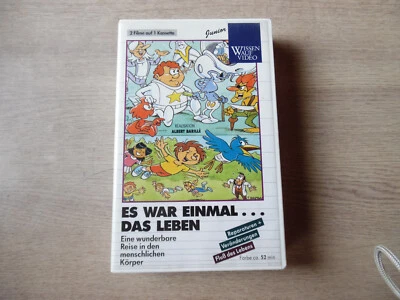 2 Filme auf 1 Kassette
Junior
WISSEN
AUF
VIDEO
REALISATION
ALBERT BARILLÉ
ES WAR EINMAL...
DAS LEBEN
Eine wunderbare
Reise in den
menschlichen
Körper
Reparaturen +
Veränderungen
Fluß des Lebens
Farbe ca. 52 min